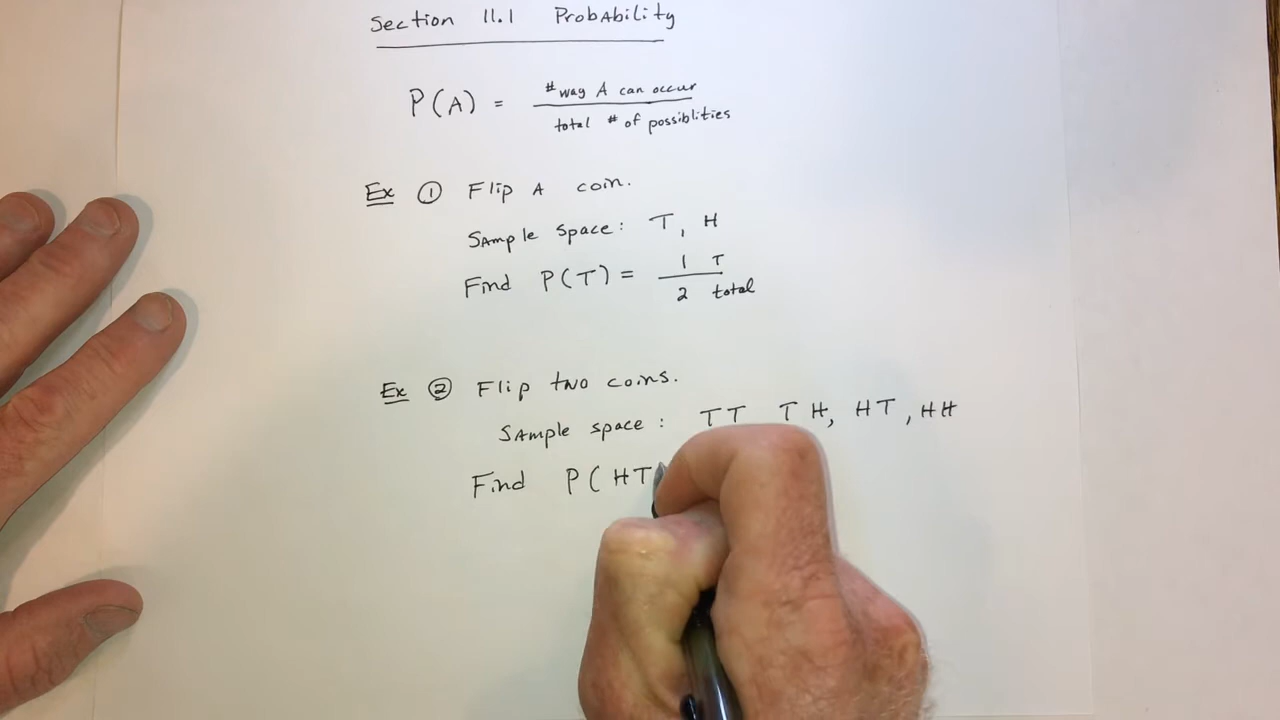 Section 11.1 Probability
P(A) = # way A can occur / total # of possiblities
Ex ① Flip A coin.
Sample space: T, H
Find P(T) = 1 T / 2 total
Ex ② Flip two coins.
Sample space: TT TH, HT, HH
Find P(HT